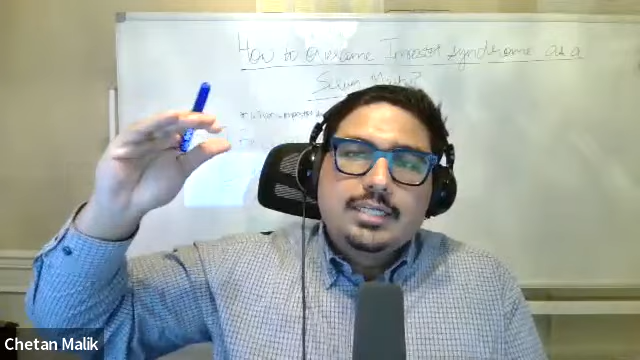 How to overcome Imposter syndrome as a
Scrum Master?
Chetan Malik